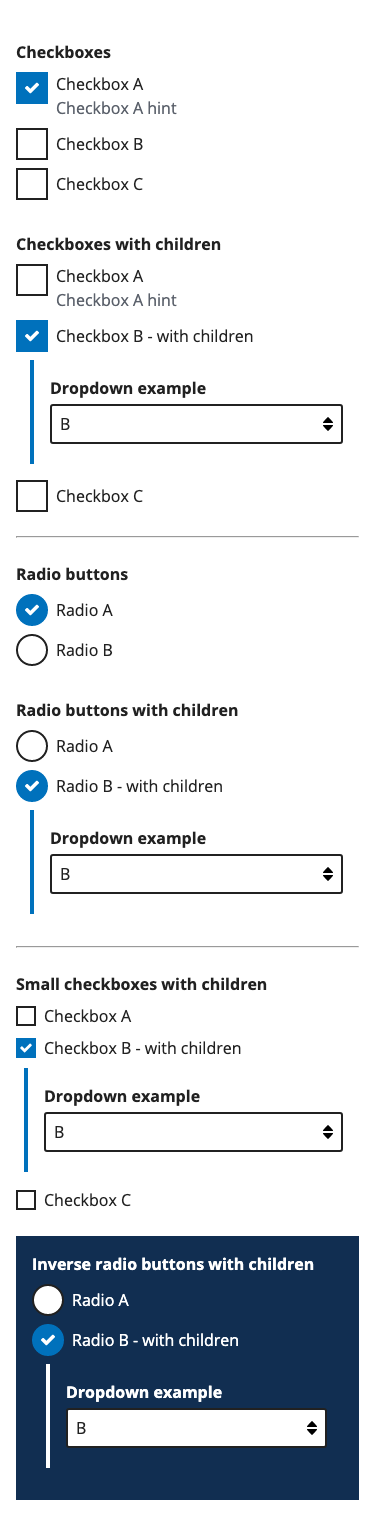 Checkboxes
Checkbox A
Checkbox A hint
Checkbox B
Checkbox C
Checkboxes with children
Checkbox A
Checkbox A hint
Checkbox B - with children
Dropdown example
B
Checkbox C
Radio buttons
Radio A
Radio B
Radio buttons with children
Radio A
Radio B - with children
Dropdown example
B
Small checkboxes with children
Checkbox A
Checkbox B - with children
Dropdown example
B
Checkbox C
Inverse radio buttons with children
Radio A
Radio B - with children
Dropdown example
B